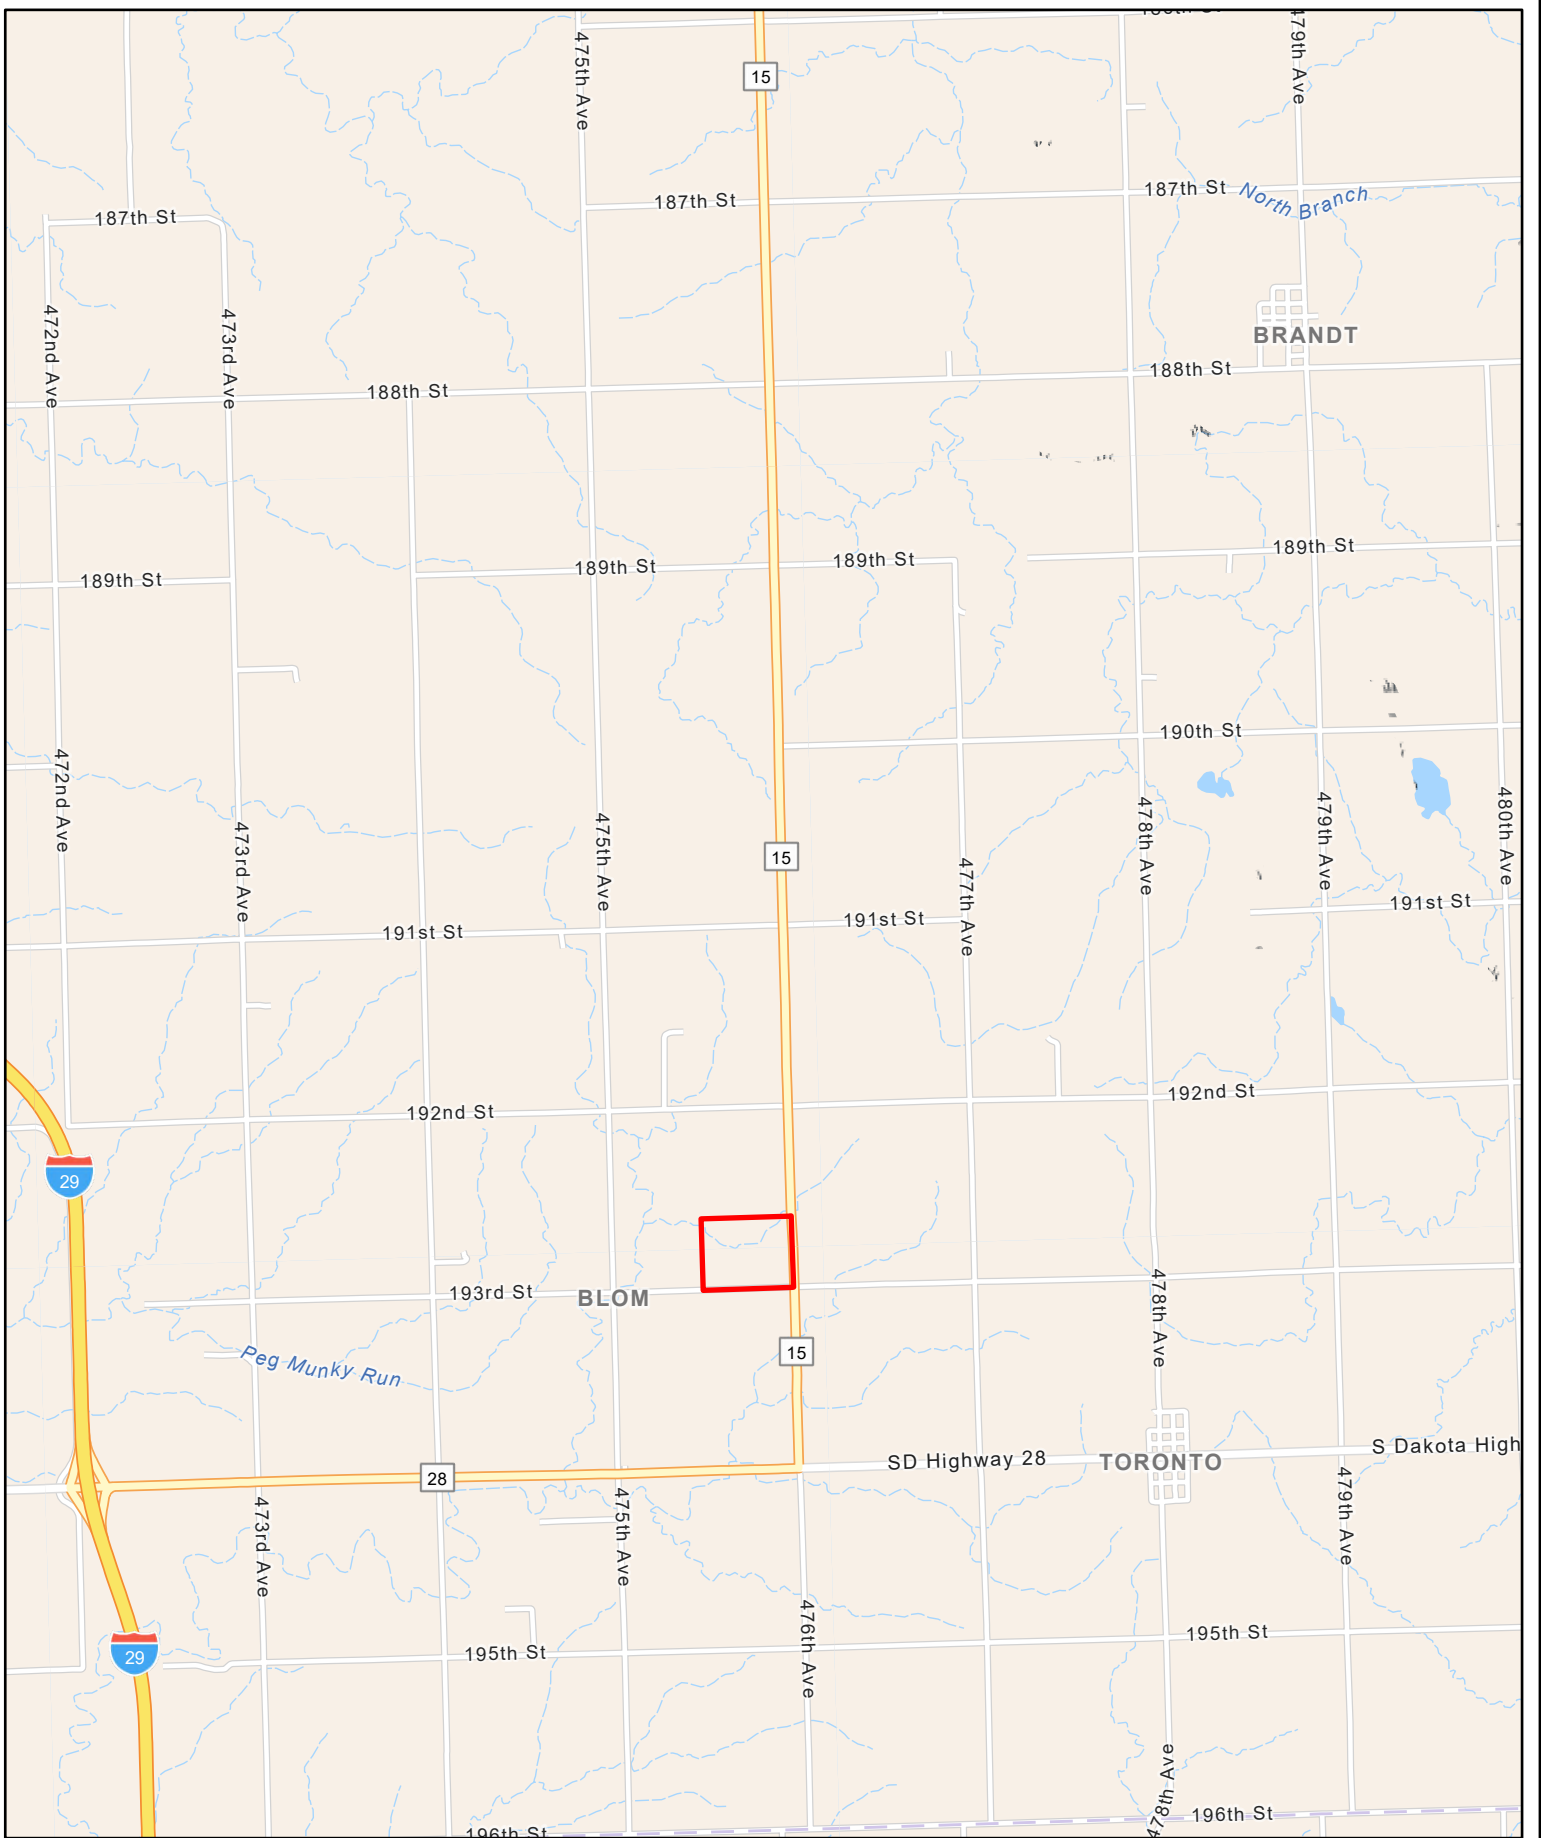 475th Ave
15
479th Ave
187th St
187th St
187th St
North Branch
472nd Ave
473rd Ave
BRANDT
188th St
188th St
189th St
189th St
189th St
189th St
190th St
472nd Ave
473rd Ave
475th Ave
15
477th Ave
478th Ave
479th Ave
480th Ave
191st St
191st St
191st St
192nd St
192nd St
29
193rd St
BLOM
478th Ave
Peg Munky Run
15
SD Highway 28
TORONTO
S Dakota High
28
473rd Ave
475th Ave
479th Ave
476th Ave
29
195th St
195th St
478th Ave
196th St
196th St